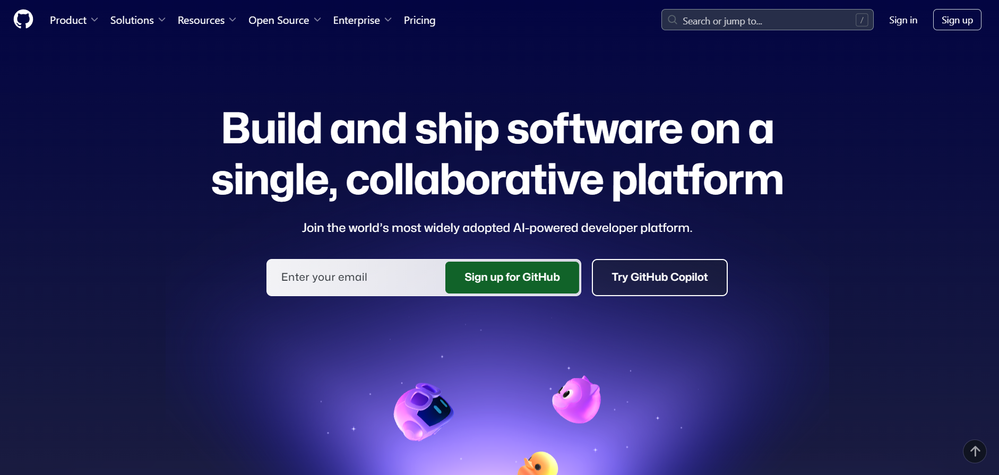 Product
Solutions
Resources
Open Source
Enterprise
Pricing
Search or jump to...
/
Sign in
Sign up
Build and ship software on a
single, collaborative platform
Join the world’s most widely adopted AI-powered developer platform.
Enter your email
Sign up for GitHub
Try GitHub Copilot